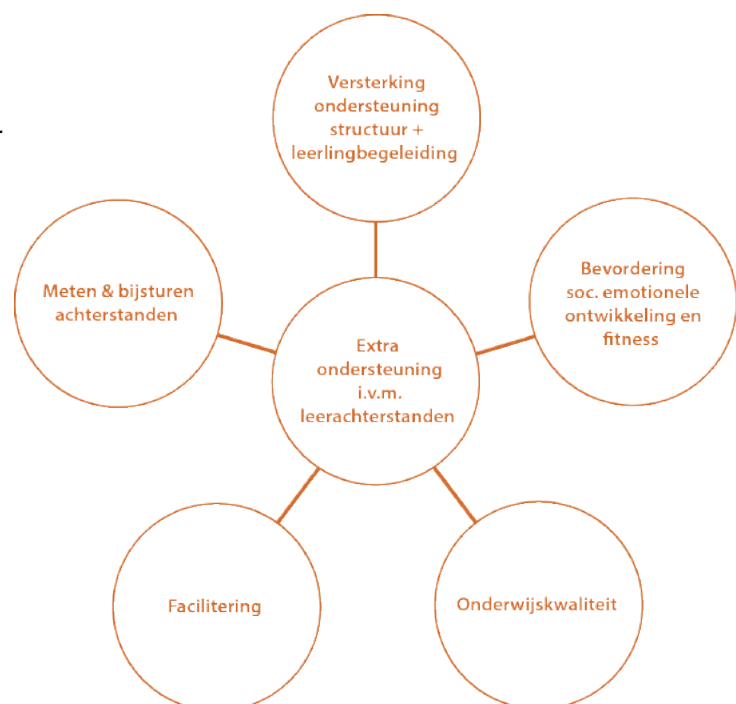 Versterking
ondersteuning
structuur +
leerlingbegeleiding
Meten & bijsturen
achterstanden
Bevordering
soc. emotionele
ontwikkeling en
fitness
Extra
ondersteuning
i.v.m.
leerachterstanden
Facilitering
Onderwijskwaliteit